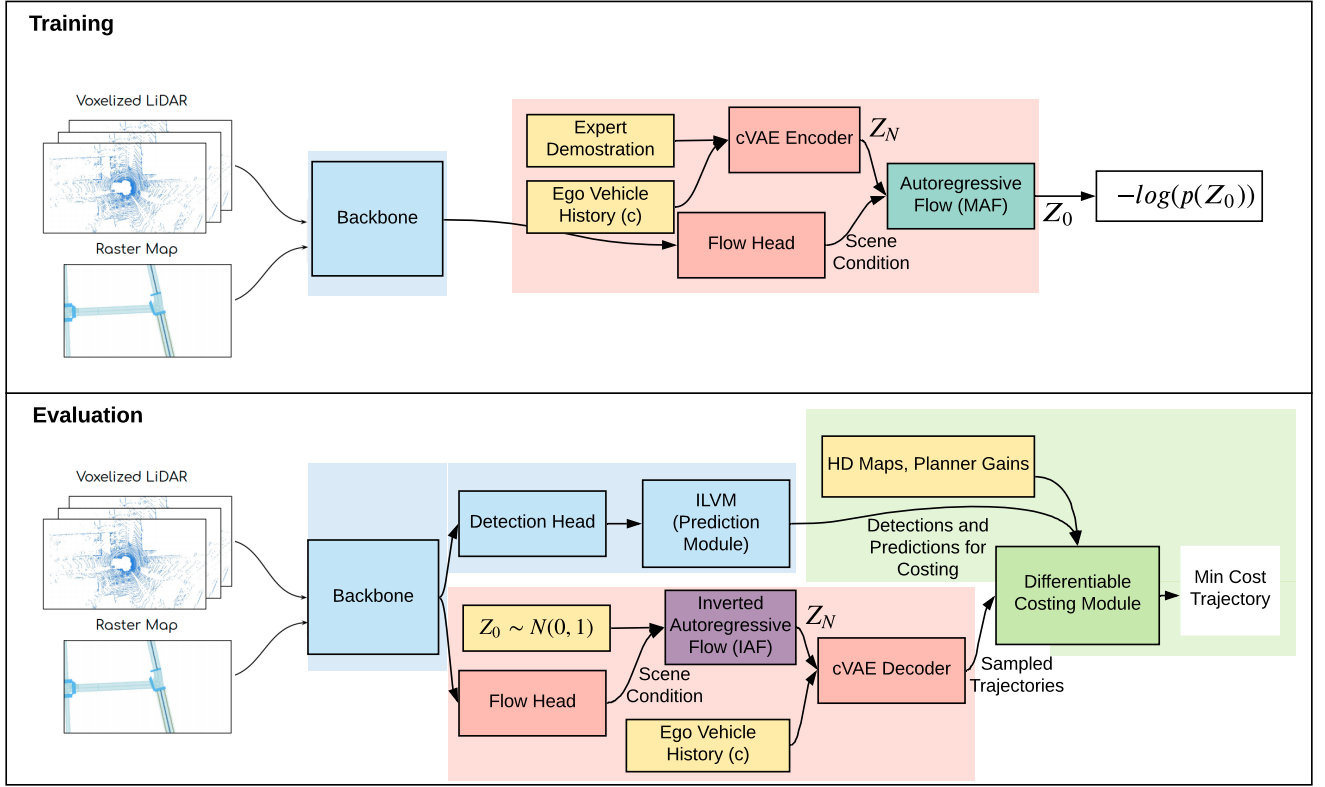 Training
Voxelized LiDAR
Raster Map
Backbone
Expert
Demostration
Ego Vehicle
History (c)
cVAE Encoder
Z_N
Flow Head
Scene
Condition
Autoregressive
Flow (MAF)
Z_0
−log(p(Z_0))
Evaluation
Voxelized LiDAR
Raster Map
Backbone
Detection Head
ILVM
(Prediction
Module)
HD Maps, Planner Gains
Detections and
Predictions for
Costing
Differentiable
Costing Module
Min Cost
Trajectory
Z_0 ∼ N(0, 1)
Inverted
Autoregressive
Flow (IAF)
Z_N
Flow Head
Scene
Condition
Ego Vehicle
History (c)
cVAE Decoder
Sampled
Trajectories